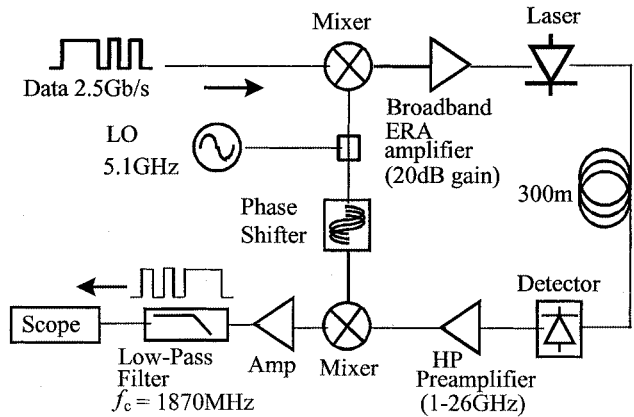 Mixer
Laser
Data 2.5Gb/s
Broadband
ERA
amplifier
(20dB gain)
LO
5.1GHz
300m
Phase
Shifter
Detector
Scope
Low-Pass
Filter
fc = 1870MHz
Amp
Mixer
HP
Preamplifier
(1-26GHz)